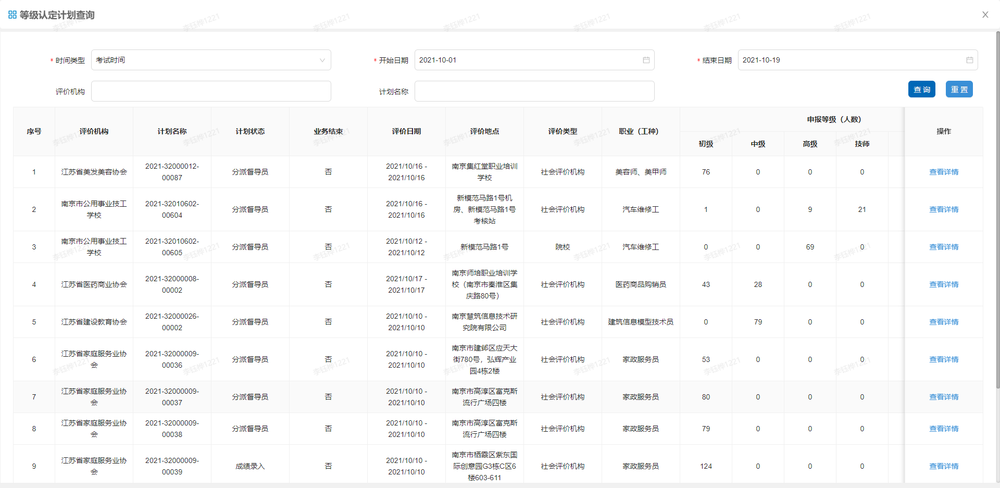 等级认定计划查询
* 时间类型 考试时间 * 开始日期 2021-10-01 * 结束日期 2021-10-19
评价机构 计划名称 查 询 重 置
序号 评价机构 计划名称 计划状态 业务结束 评价日期 评价地点 评价类型 职业（工种） 申报等级（人数） 操作
初级 中级 高级 技师
1 江苏省美发美容协会 2021-32000012-00087 分派督导员 否 2021/10/16 - 2021/10/16 南京集红堂职业培训学校 社会评价机构 美容师、美甲师 76 0 0 0 查看详情
2 南京市公用事业技工学校 2021-32010602-00604 分派督导员 否 2021/10/16 - 2021/10/16 新模范马路1号机房、新模范马路1号考核站 社会评价机构 汽车维修工 1 0 9 21 查看详情
3 南京市公用事业技工学校 2021-32010602-00605 分派督导员 否 2021/10/12 - 2021/10/12 新模范马路1号 院校 汽车维修工 0 0 69 0 查看详情
4 江苏省医药商业协会 2021-32000008-00002 分派督导员 否 2021/10/17 - 2021/10/17 南京师培职业培训学校（南京市秦淮区集庆路80号） 社会评价机构 医药商品购销员 43 28 0 0 查看详情
5 江苏省建设教育协会 2021-32000026-00002 分派督导员 否 2021/10/10 - 2021/10/10 南京慧筑信息技术研究院有限公司 社会评价机构 建筑信息模型技术员 0 79 0 0 查看详情
6 江苏省家庭服务业协会 2021-32000009-00036 分派督导员 否 2021/10/10 - 2021/10/10 南京市建邺区应天大街780号，弘辉产业园4栋2楼 社会评价机构 家政服务员 53 0 0 0 查看详情
7 江苏省家庭服务业协会 2021-32000009-00037 分派督导员 否 2021/10/10 - 2021/10/10 南京市高淳区富克斯流行广场四楼 社会评价机构 家政服务员 80 0 0 0 查看详情
8 江苏省家庭服务业协会 2021-32000009-00038 分派督导员 否 2021/10/10 - 2021/10/10 南京市高淳区富克斯流行广场四楼 社会评价机构 家政服务员 79 0 0 0 查看详情
9 江苏省家庭服务业协会 2021-32000009-00039 成绩录入 否 2021/10/10 - 2021/10/10 南京市栖霞区紫东国际创意园G3栋C区6楼603-611 社会评价机构 家政服务员 124 0 0 0 查看详情
李钰桦1221